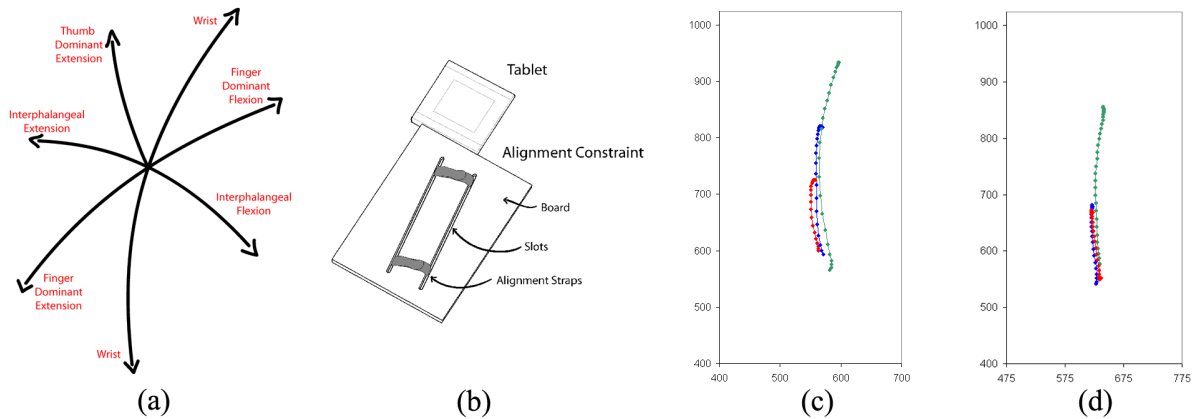 Wrist
Thumb
Dominant
Extension
Finger
Dominant
Flexion
Interphalangeal
Extension
Interphalangeal
Flexion
Finger
Dominant
Extension
Wrist
(a)
Tablet
Alignment Constraint
Board
Slots
Alignment Straps
(b)
1000
900
800
700
600
500
400
400
500
600
700
(c)
1000
900
800
700
600
500
400
475
575
675
775
(d)